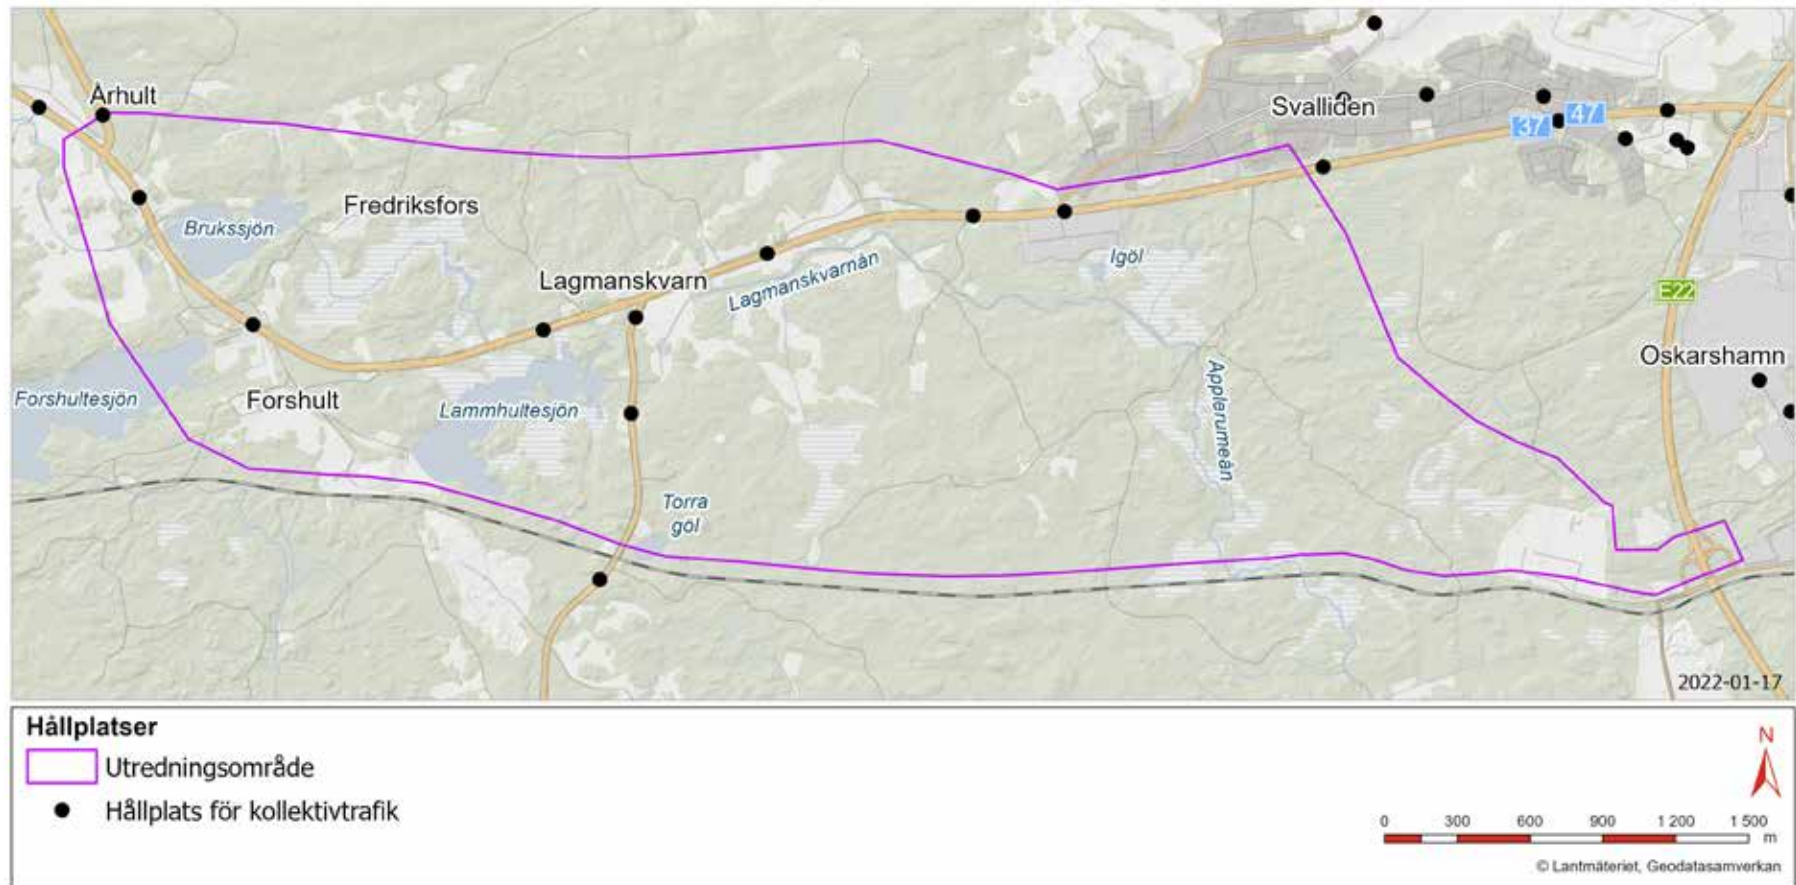 Århult
Svalliden
37
47
Fredriksfors
Brukssjön
Lagmanskvarn
Lagmanskvarnån
Igöl
E22
Oskarshamn
Forshultesjön
Forshult
Lammhultesjön
Applerumeån
Torra
göl
2022-01-17
Hållplatser
Utredningsområde
Hållplats för kollektivtrafik
N
0 300 600 900 1 200 1 500
m
© Lantmäteriet, Geodatasamverkan